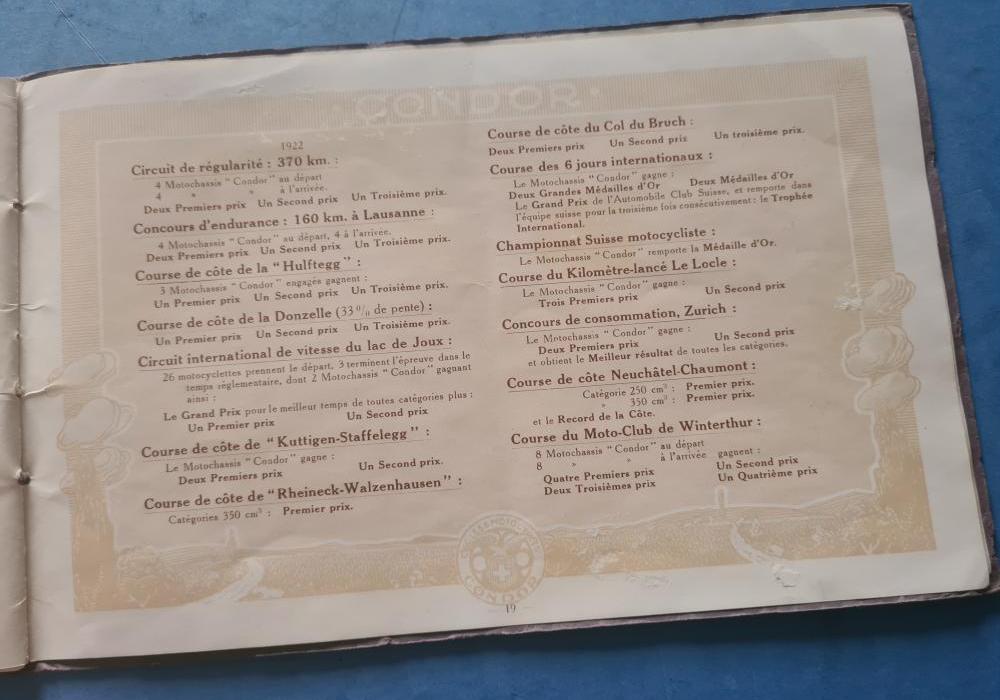 ·CONDOR·
1922
Circuit de régularité : 370 km. :
4 Motochassis “Condor” au départ
4 » » à l'arrivée.
Deux Premiers prix Un Second prix Un Troisième prix.
Concours d'endurance : 160 km. à Lausanne :
4 Motochassis “Condor” au départ, 4 à l'arrivée.
Deux Premiers prix Un Second prix Un Troisième prix.
Course de côte de la “Hulftegg” :
3 Motochassis “Condor” engagés gagnent :
Un Premier prix Un Second prix Un Troisième prix.
Course de côte de la Donzelle (33 % de pente) :
Un Premier prix Un Second prix Un Troisième prix.
Circuit international de vitesse du lac de Joux :
26 motocyclettes prennent le départ, 3 terminent l'épreuve dans le
temps réglementaire, dont 2 Motochassis “Condor” gagnant
ainsi :
Le Grand Prix pour le meilleur temps de toutes catégories plus :
Un Premier prix Un Second prix
Course de côte de “Kuttigen-Staffelegg” :
Le Motochassis “Condor” gagne :
Deux Premiers prix Un Second prix.
Course de côte de “Rheineck-Walzenhausen” :
Catégories 350 cm³ : Premier prix.
Course de côte du Col du Bruch :
Deux Premiers prix Un Second prix Un troisième prix.
Course des 6 jours internationaux :
Le Motochassis “Condor” gagne :
Deux Grandes Médailles d'Or Deux Médailles d'Or
Le Grand Prix de l'Automobile Club Suisse, et remporte dans
l'équipe suisse pour la troisième fois consécutivement : le Trophée
International.
Championnat Suisse motocycliste :
Le Motochassis “Condor” remporte la Médaille d'Or.
Course du Kilomètre-lancé Le Locle :
Le Motochassis “Condor” gagne :
Trois Premiers prix Un Second prix
Concours de consommation, Zurich :
Le Motochassis “Condor” gagne :
Deux Premiers prix Un Second prix
et obtient le Meilleur résultat de toutes les catégories.
Course de côte Neuchâtel-Chaumont :
Catégorie 250 cm³ : Premier prix.
» 350 cm³ : Premier prix.
et le Record de la Côte.
Course du Moto-Club de Winterthur :
8 Motochassis “Condor” au départ
8 » » à l'arrivée gagnent :
Quatre Premiers prix Un Second prix
Deux Troisièmes prix Un Quatrième prix
CONDOR
19